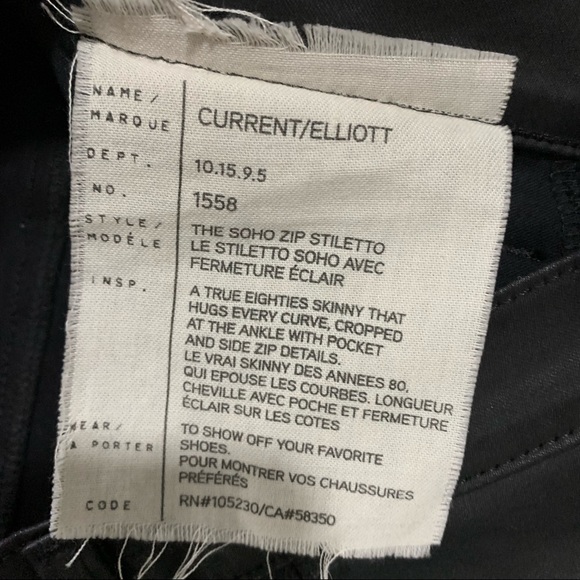 NAME/ MARQUE CURRENT/ELLIOTT
DEPT. 10.15.9.5
NO. 1558
STYLE/ MODÈLE THE SOHO ZIP STILETTO
LE STILETTO SOHO AVEC
FERMETURE ÉCLAIR
INSP. A TRUE EIGHTIES SKINNY THAT
HUGS EVERY CURVE, CROPPED
AT THE ANKLE WITH POCKET
AND SIDE ZIP DETAILS.
LE VRAI SKINNY DES ANNEES 80,
QUI EPOUSE LES COURBES. LONGUEUR
CHEVILLE AVEC POCHE ET FERMETURE
ÉCLAIR SUR LES COTES
WEAR/ A PORTER TO SHOW OFF YOUR FAVORITE
SHOES.
POUR MONTRER VOS CHAUSSURES
PRÉFÉRÉS
CODE RN#105230/CA#58350